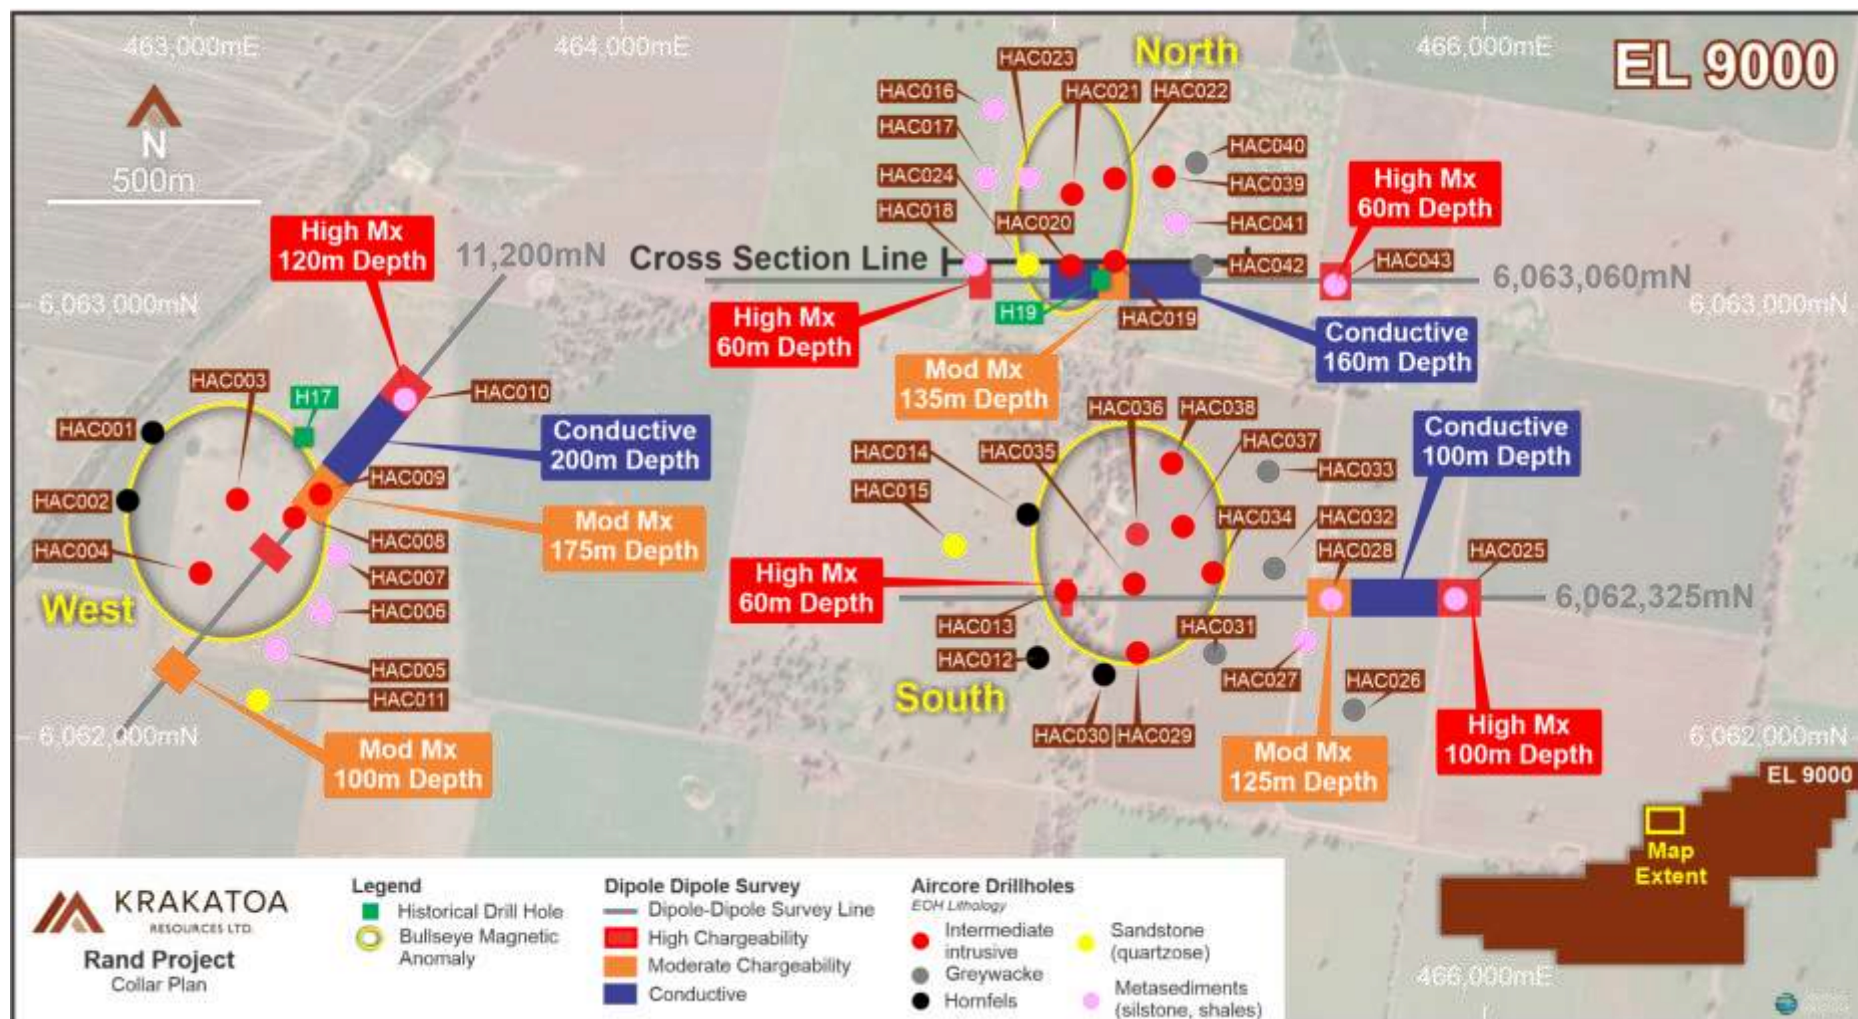 463,000mE
464,000mE
466,000mE
EL 9000
North
N
500m
HAC023
HAC016
HAC021
HAC022
HAC017
HAC040
HAC024
HAC039
HAC018
HAC020
HAC041
High Mx
60m Depth
High Mx
120m Depth
11,200mN
Cross Section Line
HAC042
HAC043
6,063,060mN
6,063,000mN
6,063,000mN
H19
HAC019
High Mx
60m Depth
Conductive
160m Depth
Mod Mx
135m Depth
HAC003
H17
HAC010
HAC001
Conductive
200m Depth
HAC036
HAC038
Conductive
100m Depth
HAC014
HAC035
HAC037
HAC033
HAC002
HAC009
HAC015
Mod Mx
175m Depth
HAC034
HAC032
HAC004
HAC008
HAC028
HAC025
HAC007
High Mx
60m Depth
West
HAC006
6,062,325mN
HAC013
HAC031
HAC005
HAC012
HAC027
HAC026
HAC011
South
6,062,000mN
HAC030
HAC029
High Mx
100m Depth
6,062,000mN
Mod Mx
100m Depth
Mod Mx
125m Depth
EL 9000
Map
Extent
466,000mE
KRAKATOA
RESOURCES LTD.
Rand Project
Collar Plan
Legend
Historical Drill Hole
Bullseye Magnetic
Anomaly
Dipole Dipole Survey
Dipole-Dipole Survey Line
High Chargeability
Moderate Chargeability
Conductive
Aircore Drillholes
EOH Lithology
Intermediate
intrusive
Greywacke
Hornfels
Sandstone
(quartzose)
Metasediments
(silstone, shales)